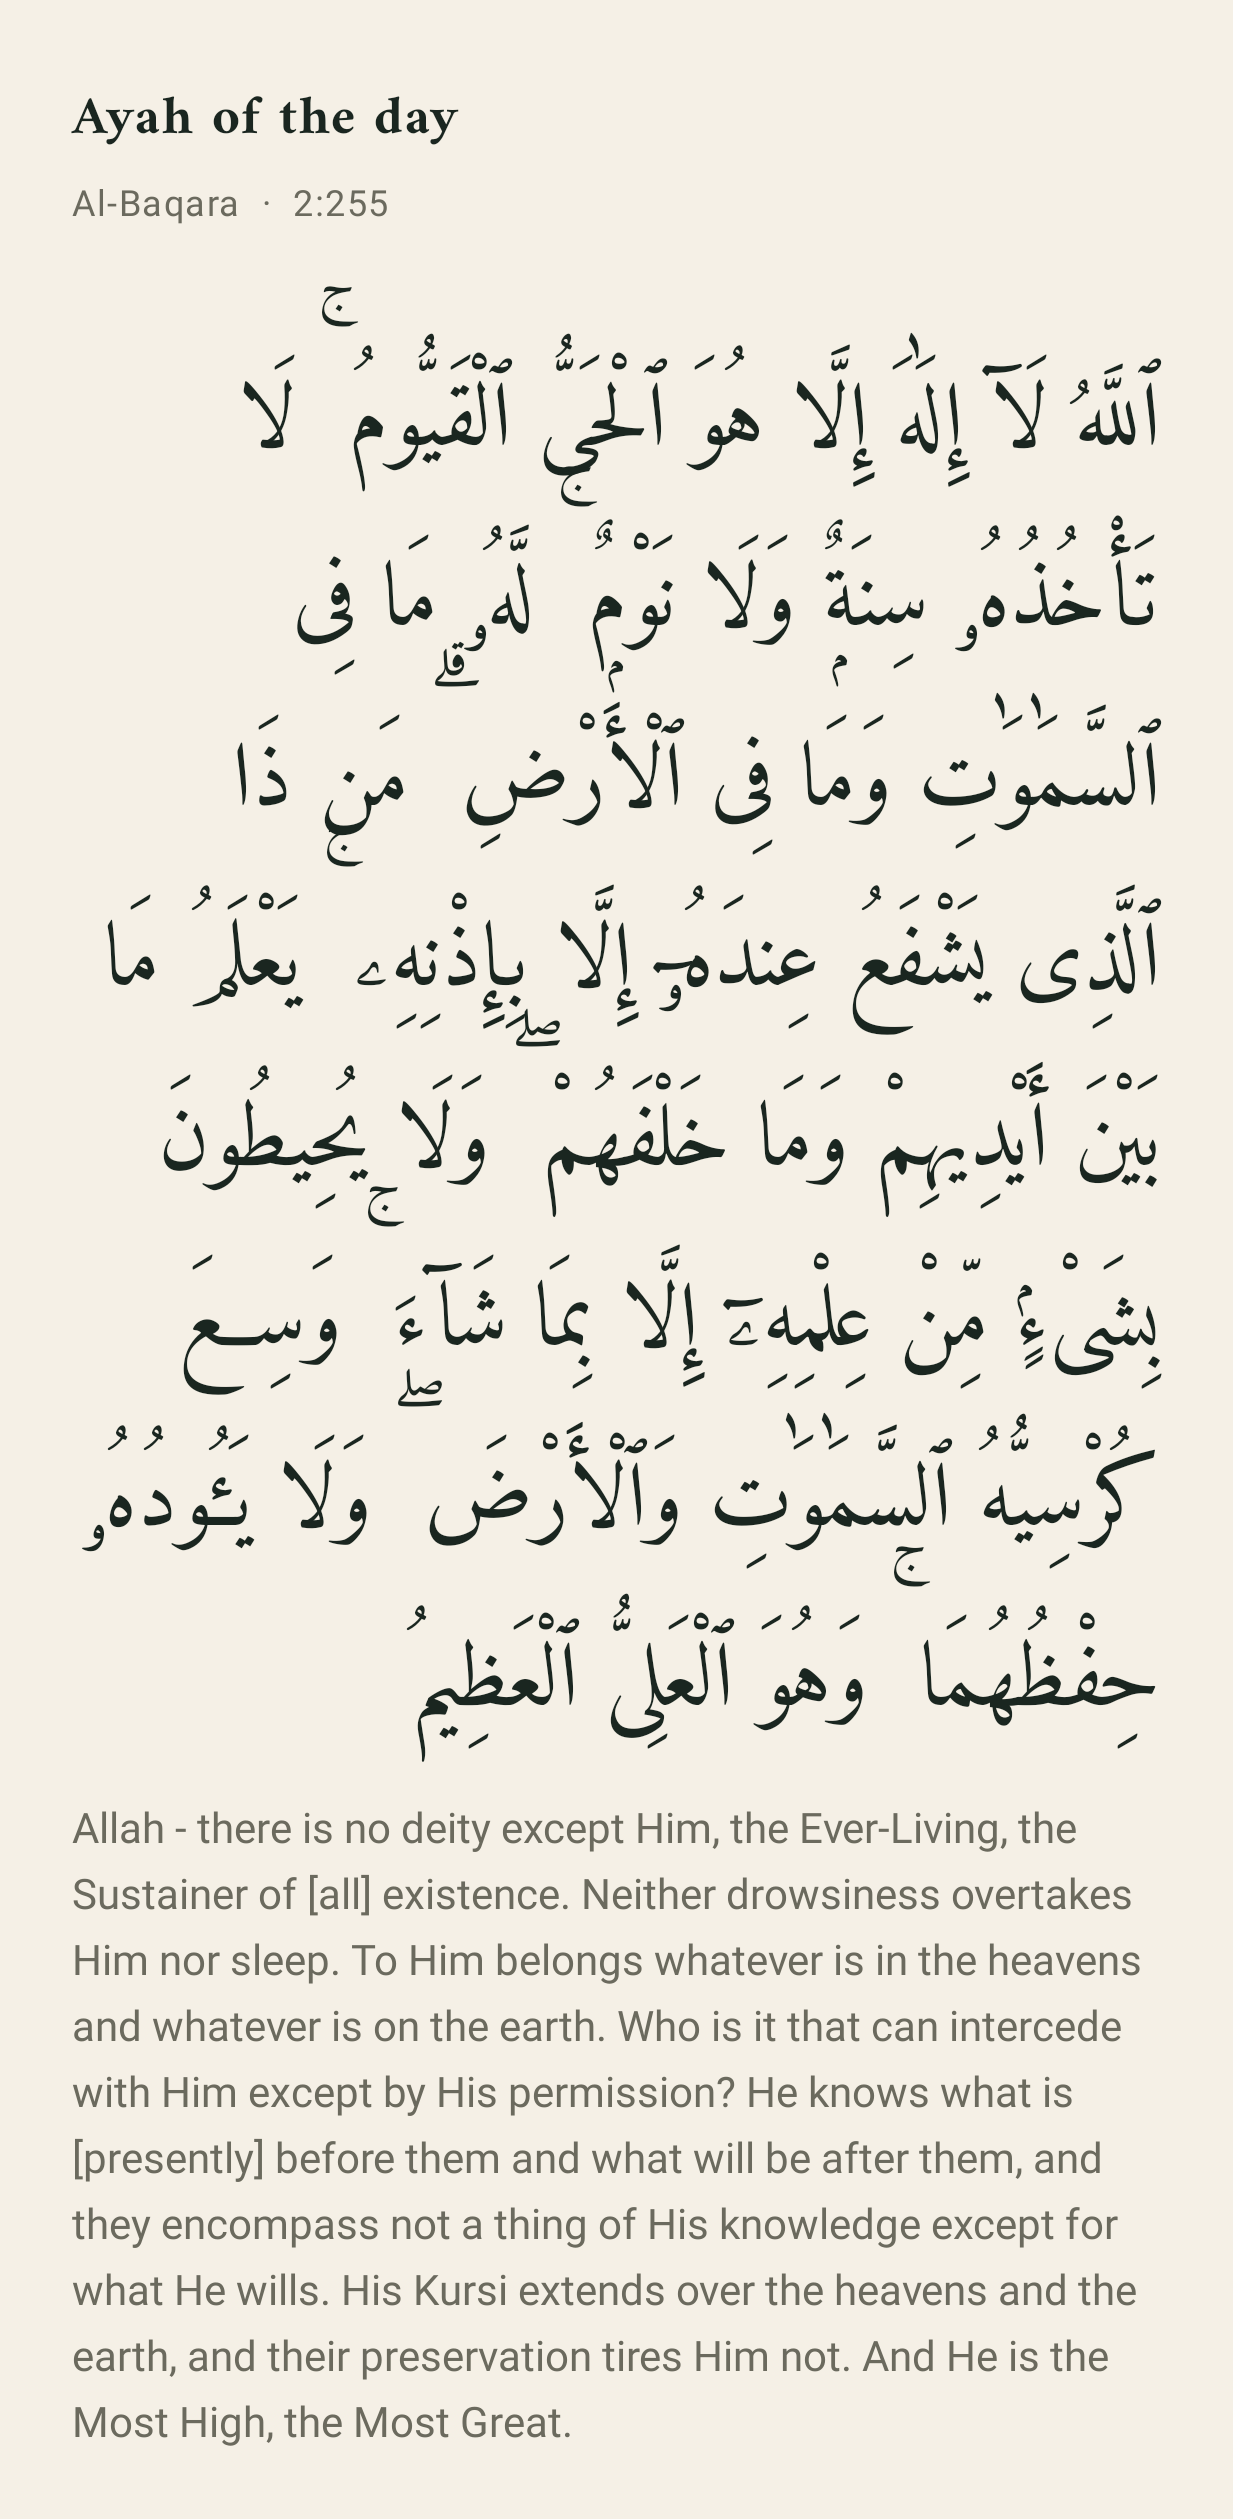 Ayah of the day
Al-Baqara · 2:255
ٱللَّهُ لَآ إِلَٰهَ إِلَّا هُوَ ٱلْحَىُّ ٱلْقَيُّومُ ۚ لَا
تَأْخُذُهُۥ سِنَةٌۭ وَلَا نَوْمٌۭ ۚ لَّهُۥ مَا فِى
ٱلسَّمَٰوَٰتِ وَمَا فِى ٱلْأَرْضِ ۗ مَن ذَا
ٱلَّذِى يَشْفَعُ عِندَهُۥٓ إِلَّا بِإِذْنِهِۦ ۚ يَعْلَمُ مَا
بَيْنَ أَيْدِيهِمْ وَمَا خَلْفَهُمْ ۖ وَلَا يُحِيطُونَ
بِشَىْءٍۢ مِّنْ عِلْمِهِۦٓ إِلَّا بِمَا شَآءَ ۚ وَسِعَ
كُرْسِيُّهُ ٱلسَّمَٰوَٰتِ وَٱلْأَرْضَ ۖ وَلَا يَـُٔودُهُۥ
حِفْظُهُمَا ۚ وَهُوَ ٱلْعَلِىُّ ٱلْعَظِيمُ
Allah - there is no deity except Him, the Ever-Living, the
Sustainer of [all] existence. Neither drowsiness overtakes
Him nor sleep. To Him belongs whatever is in the heavens
and whatever is on the earth. Who is it that can intercede
with Him except by His permission? He knows what is
[presently] before them and what will be after them, and
they encompass not a thing of His knowledge except for
what He wills. His Kursi extends over the heavens and the
earth, and their preservation tires Him not. And He is the
Most High, the Most Great.